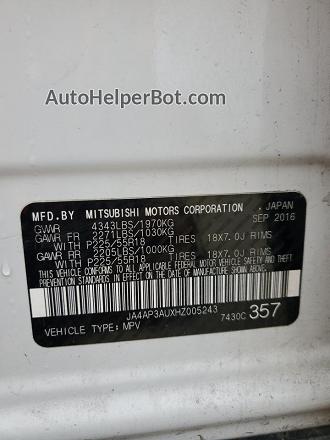 AutoHelperBot.com
MFD.BY MITSUBISHI MOTORS CORPORATION , JAPAN
GVWR 4343LBS/1970KG SEP 2016
GAWR FR 2271LBS/1030KG
WITH P225/55R18 TIRES 18X7.0J RIMS
GAWR RR 2205LBS/1000KG
WITH P225/55R18 TIRES 18X7.0J RIMS
THIS VEHICLE CONFORMS TO ALL APPLICABLE
FEDERAL MOTOR VEHICLE SAFETY, BUMPER AND THEFT
PREVENTION STANDARDS IN EFFECT ON THE DATE OF
MANUFACTURE SHOWN ABOVE.
JA4AP3AUXHZ005243
7430C 357
VEHICLE TYPE: MPV